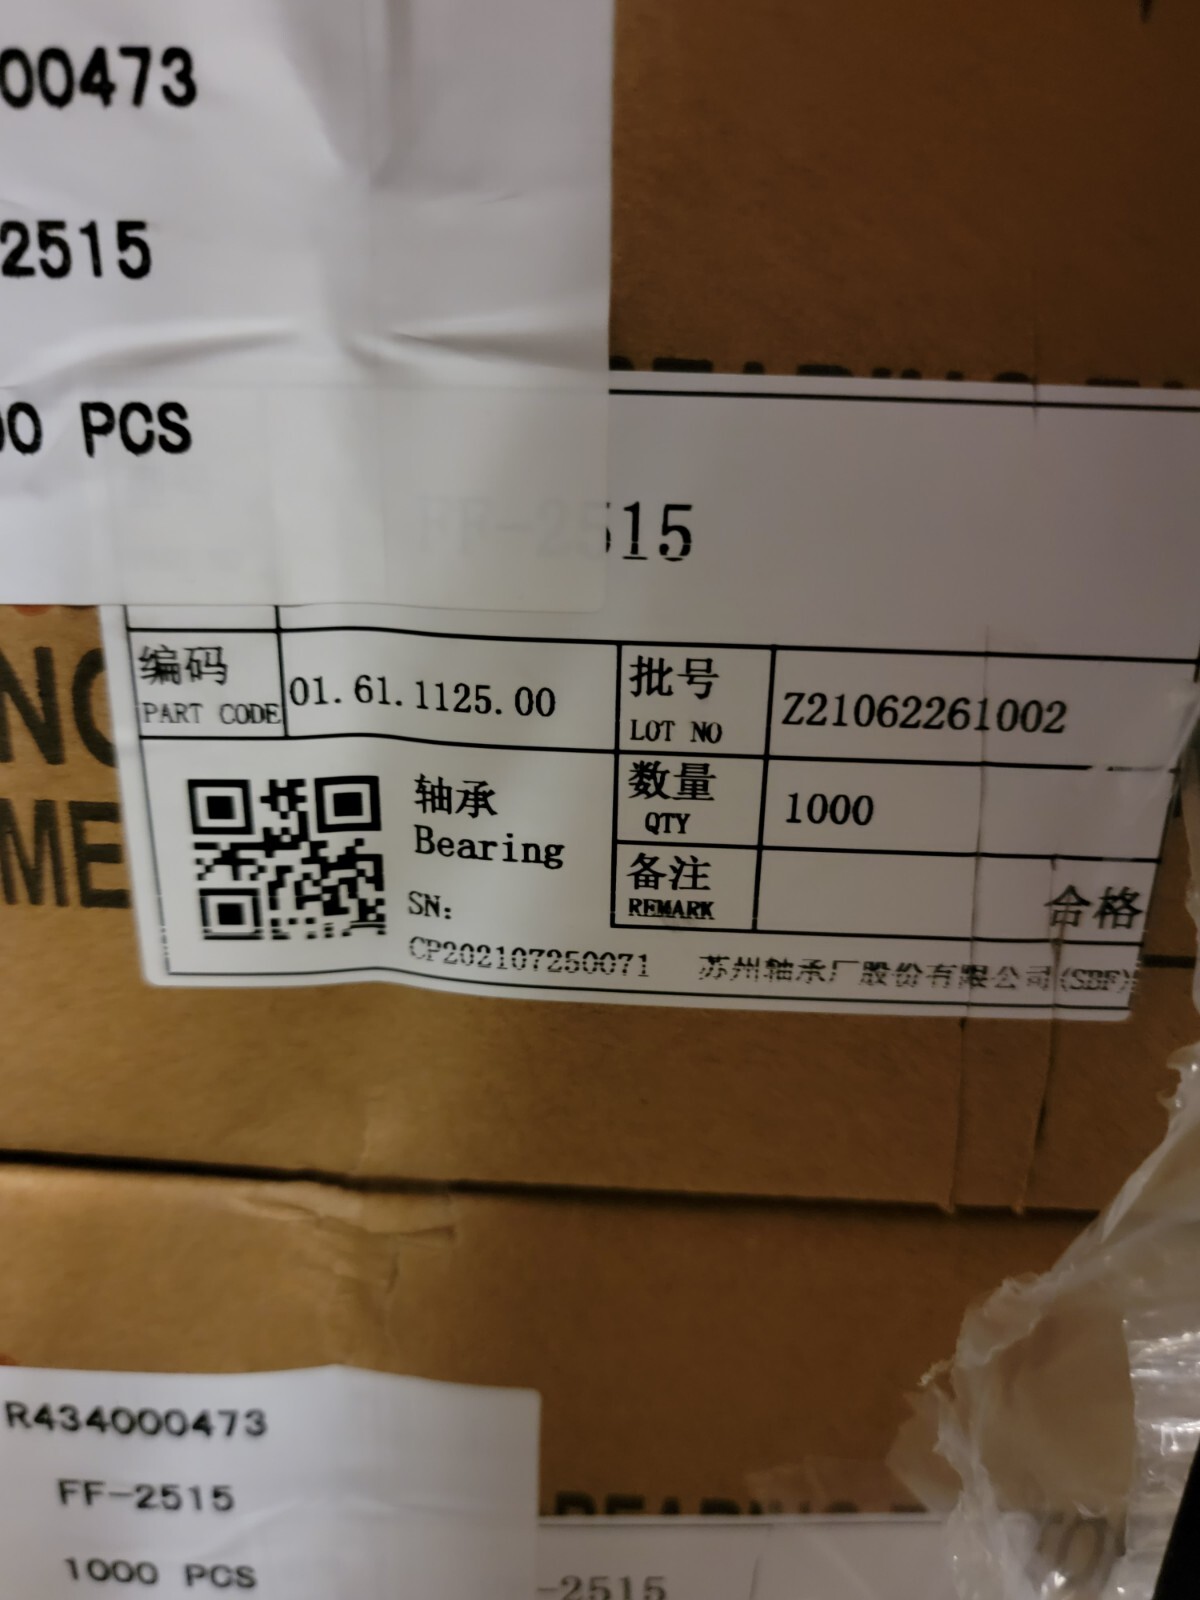 00473
2515
00 PCS
FF-2515
编码
PART CODE
01.61.1125.00
批号
LOT NO
Z21062261002
数量
QTY
1000
备注
REMARK
合格
轴承
Bearing
SN:
CP202107250071
苏州轴承厂股份有限公司(SBF)
NG
ME
R434000473
FF-2515
1000 PCS
-2515